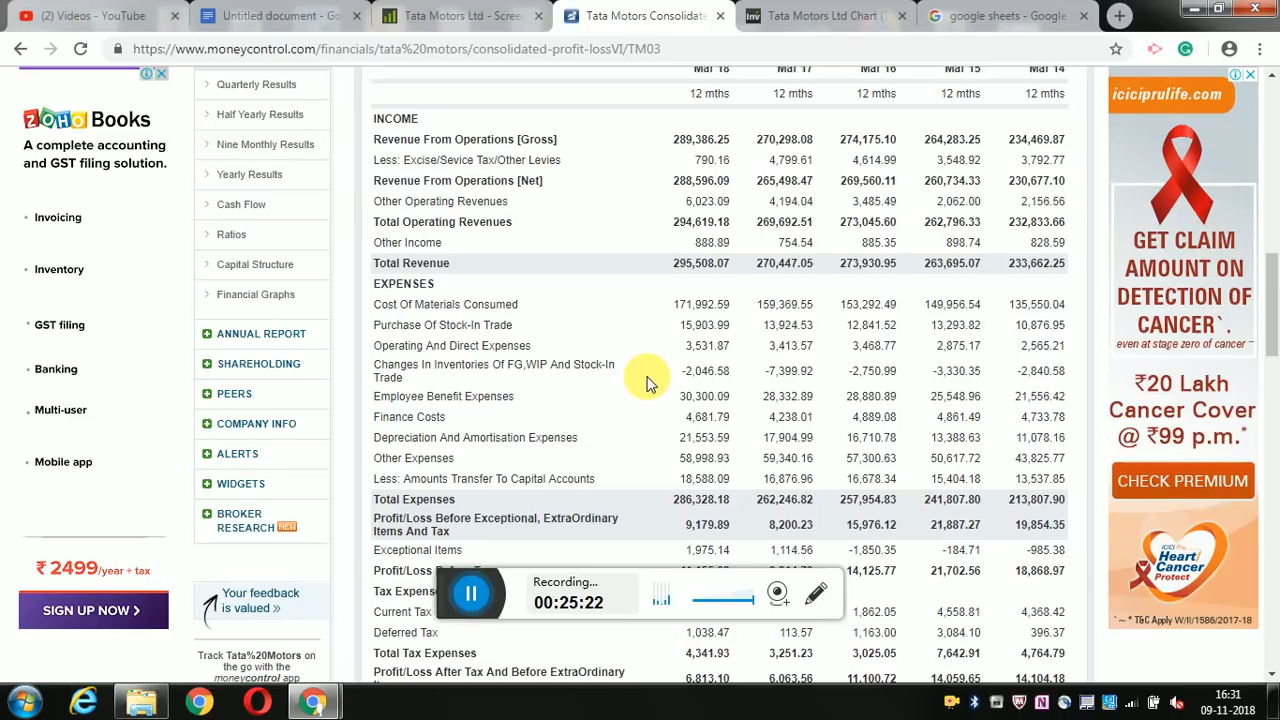 (2) Videos - YouTube
Untitled document - G
Tata Motors Ltd - Scree
Tata Motors Consolidate
Tata Motors Ltd Chart (T
google sheets - Google
https://www.moneycontrol.com/financials/tata%20motors/consolidated-profit-lossVI/TM03
ZOHO Books
A complete accounting
and GST filing solution.
Invoicing
Inventory
GST filing
Banking
Multi-user
Mobile app
₹ 2499/year + tax
SIGN UP NOW >
Quarterly Results
Half Yearly Results
Nine Monthly Results
Yearly Results
Cash Flow
Ratios
Capital Structure
Financial Graphs
ANNUAL REPORT
SHAREHOLDING
PEERS
COMPANY INFO
ALERTS
WIDGETS
BROKER
RESEARCH NEW
Your feedback
is valued »
Track Tata%20Motors
on the go with the
moneycontrol app
Mar 18 Mar 17 Mar 16 Mar 15 Mar 14
12 mths 12 mths 12 mths 12 mths 12 mths
INCOME
Revenue From Operations [Gross] 289,386.25 270,298.08 274,175.10 264,283.25 234,469.87
Less: Excise/Sevice Tax/Other Levies 790.16 4,799.61 4,614.99 3,548.92 3,792.77
Revenue From Operations [Net] 288,596.09 265,498.47 269,560.11 260,734.33 230,677.10
Other Operating Revenues 6,023.09 4,194.04 3,485.49 2,062.00 2,156.56
Total Operating Revenues 294,619.18 269,692.51 273,045.60 262,796.33 232,833.66
Other Income 888.89 754.54 885.35 898.74 828.59
Total Revenue 295,508.07 270,447.05 273,930.95 263,695.07 233,662.25
EXPENSES
Cost Of Materials Consumed 171,992.59 159,369.55 153,292.49 149,956.54 135,550.04
Purchase Of Stock-In Trade 15,903.99 13,924.53 12,841.52 13,293.82 10,876.95
Operating And Direct Expenses 3,531.87 3,413.57 3,468.77 2,875.17 2,565.21
Changes In Inventories Of FG,WIP And Stock-In
Trade -2,046.58 -7,399.92 -2,750.99 -3,330.35 -2,840.58
Employee Benefit Expenses 30,300.09 28,332.89 28,880.89 25,548.96 21,556.42
Finance Costs 4,681.79 4,238.01 4,889.08 4,861.49 4,733.78
Depreciation And Amortisation Expenses 21,553.59 17,904.99 16,710.78 13,388.63 11,078.16
Other Expenses 58,998.93 59,340.16 57,300.63 50,617.72 43,825.77
Less: Amounts Transfer To Capital Accounts 18,588.09 16,876.96 16,678.34 15,404.18 13,537.85
Total Expenses 286,328.18 262,246.82 257,954.83 241,807.80 213,807.90
Profit/Loss Before Exceptional, ExtraOrdinary
Items And Tax 9,179.89 8,200.23 15,976.12 21,887.27 19,854.35
Exceptional Items 1,975.14 1,114.56 -1,850.35 -184.71 -985.38
14,125.77 21,702.56 18,868.97
Current Tax 1,862.05 4,558.81 4,368.42
Deferred Tax 1,038.47 113.57 1,163.00 3,084.10 396.37
Total Tax Expenses 4,341.93 3,251.23 3,025.05 7,642.91 4,764.79
Profit/Loss After Tax And Before ExtraOrdinary
6,813.10 6,063.56 11,100.72 14,059.65 14,104.18
Recording...
00:25:22
iciciprulife.com
GET CLAIM
AMOUNT ON
DETECTION OF
CANCER`.
even at stage zero of cancer ~
₹20 Lakh
Cancer Cover
@ ₹99 p.m.*
CHECK PREMIUM
ICICI Pru
Heart/
Cancer
Protect
` ~ * T&C Apply W/II/1586/2017-18
16:31
09-11-2018